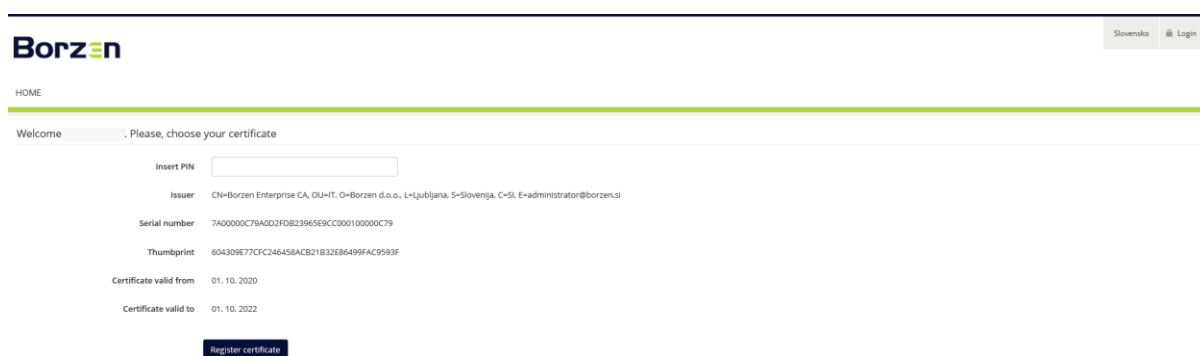 Slovensko Login
Borzen
HOME
Welcome . Please, choose your certificate
Insert PIN
Issuer CN=Borzen Enterprise CA, OU=IT, O=Borzen d.o.o., L=Ljubljana, S=Slovenija, C=SI, E=administrator@borzen.si
Serial number 7A00000C79A0D2FDB23965E9CC000100000C79
Thumbprint 604309E77CFC246458ACB21B32E86499FAC9593F
Certificate valid from 01. 10. 2020
Certificate valid to 01. 10. 2022
Register certificate